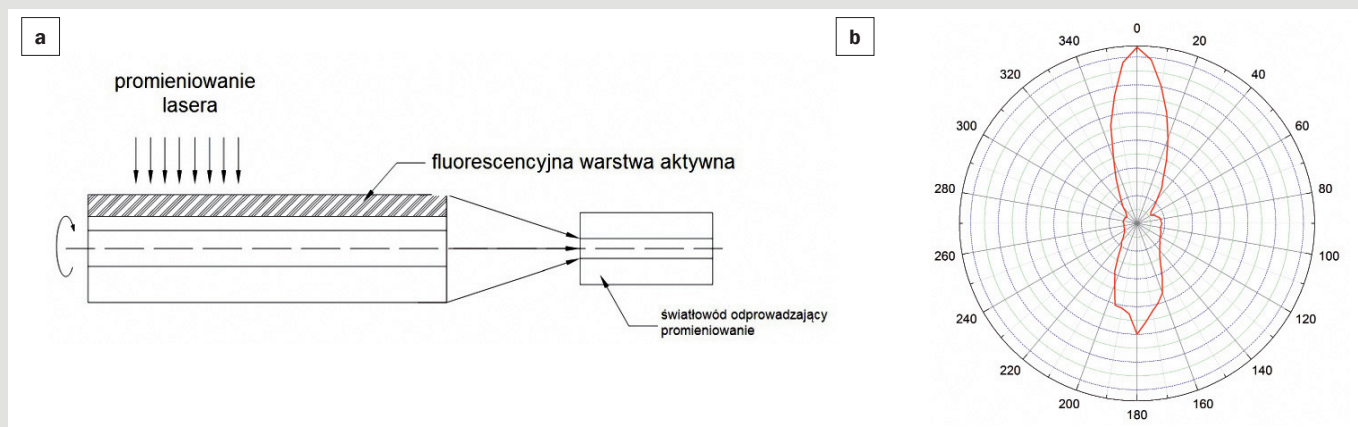 a
promieniowanie
lasera
fluorescencyjna warstwa aktywna
światłowód odprowadzający
promieniowanie
b
0
20
40
60
80
100
120
140
160
180
200
220
240
260
280
300
320
340